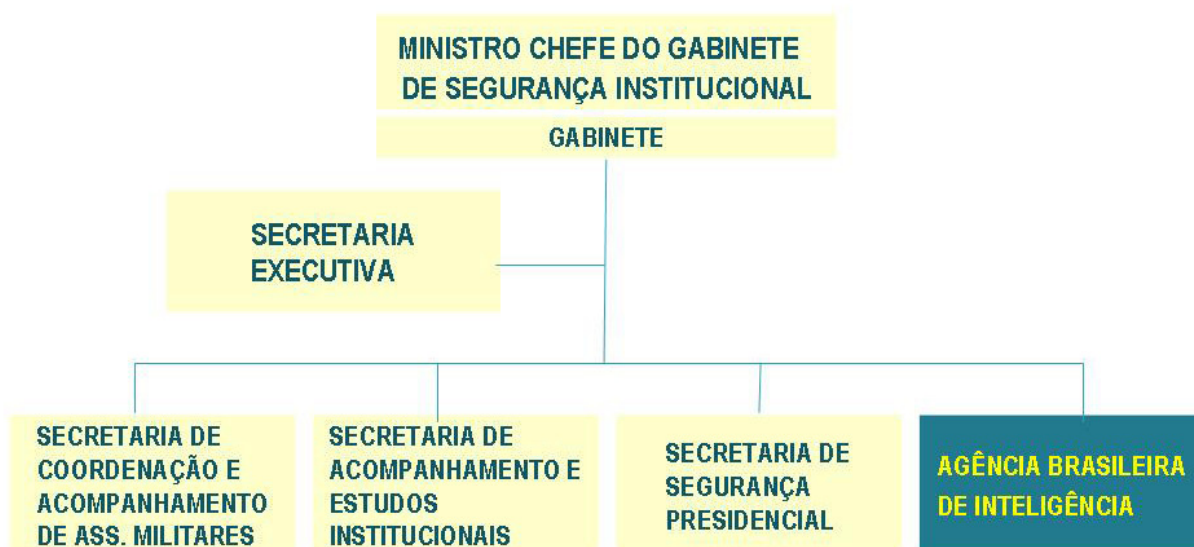 MINISTRO CHEFE DO GABINETE
DE SEGURANÇA INSTITUCIONAL
GABINETE
SECRETARIA
EXECUTIVA
SECRETARIA DE
COORDENAÇÃO E
ACOMPANHAMENTO
DE ASS. MILITARES
SECRETARIA DE
ACOMPANHAMENTO E
ESTUDOS
INSTITUCIONAIS
SECRETARIA DE
SEGURANÇA
PRESIDENCIAL
AGÊNCIA BRASILEIRA
DE INTELIGÊNCIA